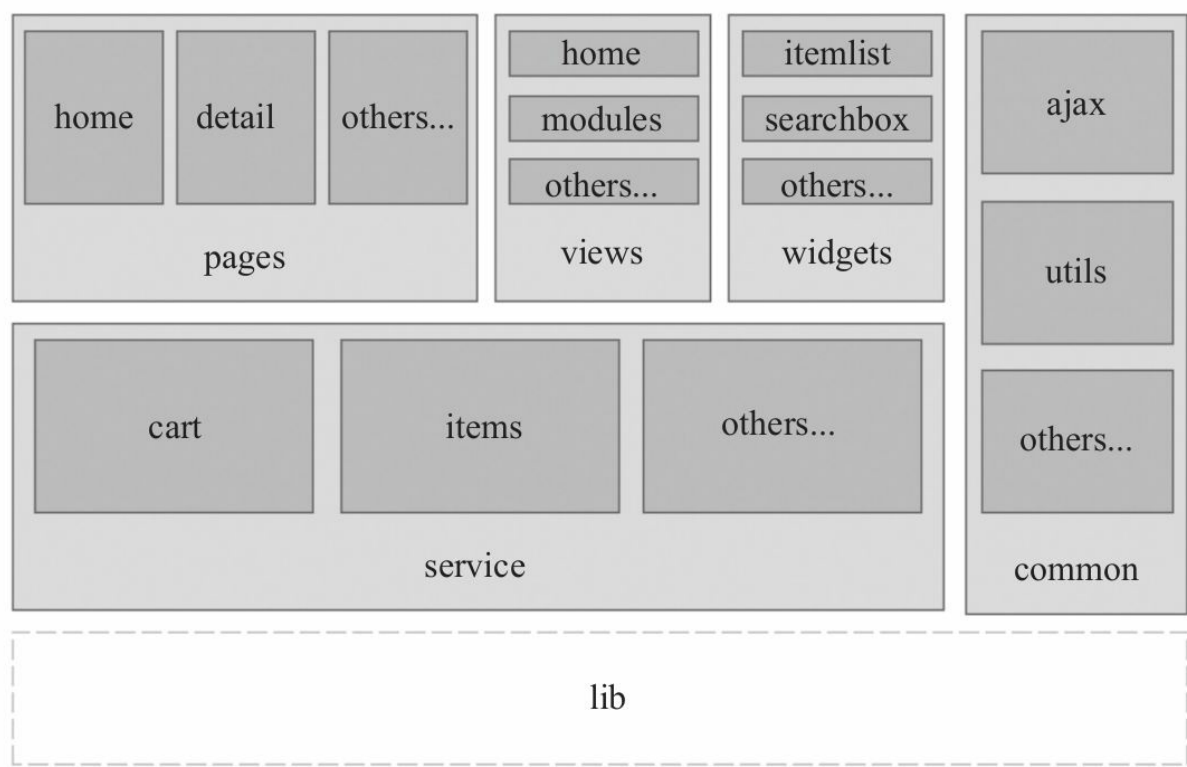 home
detail
others...
pages
home
modules
others...
views
itemlist
searchbox
others...
widgets
ajax
utils
others...
common
cart
items
others...
service
lib